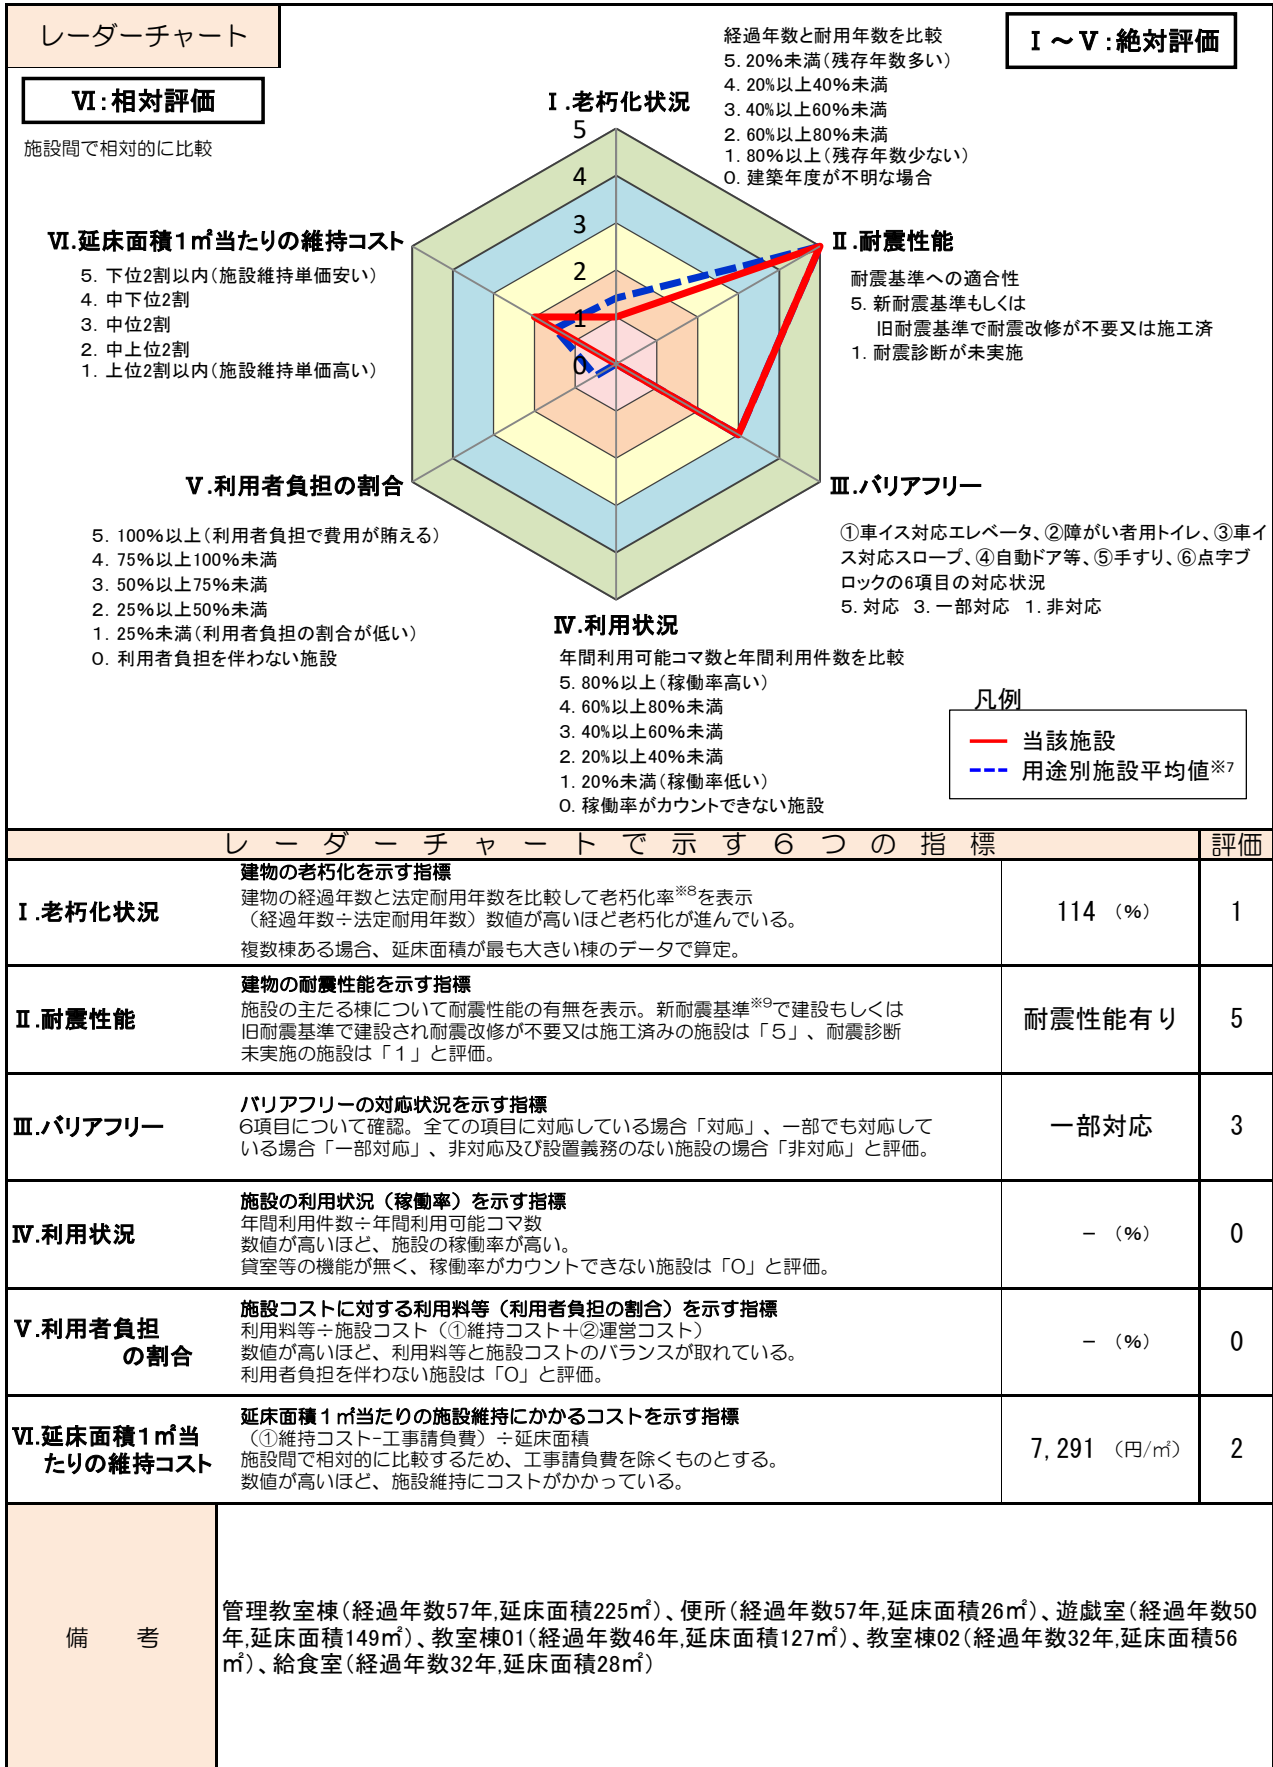 レーダーチャート
Ⅰ～Ⅴ:絶対評価
Ⅵ:相対評価
施設間で相対的に比較
Ⅰ.老朽化状況
経過年数と耐用年数を比較
5. 20%未満(残存年数多い)
4. 20%以上40%未満
3. 40%以上60%未満
2. 60%以上80%未満
1. 80%以上(残存年数少ない)
0. 建築年度が不明な場合
5
4
3
2
1
0
Ⅱ.耐震性能
耐震基準への適合性
5. 新耐震基準もしくは
旧耐震基準で耐震改修が不要又は施工済
1. 耐震診断が未実施
Ⅵ.延床面積1㎡当たりの維持コスト
5. 下位2割以内(施設維持単価安い)
4. 中下位2割
3. 中位2割
2. 中上位2割
1. 上位2割以内(施設維持単価高い)
Ⅴ.利用者負担の割合
5. 100%以上(利用者負担で費用が賄える)
4. 75%以上100%未満
3. 50%以上75%未満
2. 25%以上50%未満
1. 25%未満(利用者負担の割合が低い)
0. 利用者負担を伴わない施設
Ⅲ.バリアフリー
①車イス対応エレベータ、②障がい者用トイレ、③車イ
ス対応スロープ、④自動ドア等、⑤手すり、⑥点字ブ
ロックの6項目の対応状況
5. 対応 3. 一部対応 1. 非対応
Ⅳ.利用状況
年間利用可能コマ数と年間利用件数を比較
5. 80%以上(稼働率高い)
4. 60%以上80%未満
3. 40%以上60%未満
2. 20%以上40%未満
1. 20%未満(稼働率低い)
0. 稼働率がカウントできない施設
凡例
当該施設
用途別施設平均値※7
レーダーチャートで示す6つの指標 評価
Ⅰ.老朽化状況
建物の老朽化を示す指標
建物の経過年数と法定耐用年数を比較して老朽化率※8を表示
(経過年数÷法定耐用年数)数値が高いほど老朽化が進んでいる。
複数棟ある場合、延床面積が最も大きい棟のデータで算定。
114 (%) 1
Ⅱ.耐震性能
建物の耐震性能を示す指標
施設の主たる棟について耐震性能の有無を表示。新耐震基準※9で建設もしくは
旧耐震基準で建設され耐震改修が不要又は施工済みの施設は「5」、耐震診断
未実施の施設は「1」と評価。
耐震性能有り 5
Ⅲ.バリアフリー
バリアフリーの対応状況を示す指標
6項目について確認。全ての項目に対応している場合「対応」、一部でも対応して
いる場合「一部対応」、非対応及び設置義務のない施設の場合「非対応」と評価。
一部対応 3
Ⅳ.利用状況
施設の利用状況(稼働率)を示す指標
年間利用件数÷年間利用可能コマ数
数値が高いほど、施設の稼働率が高い。
貸室等の機能が無く、稼働率がカウントできない施設は「0」と評価。
－ (%) 0
Ⅴ.利用者負担
の割合
施設コストに対する利用料等(利用者負担の割合)を示す指標
利用料等÷施設コスト(①維持コスト＋②運営コスト)
数値が高いほど、利用料等と施設コストのバランスが取れている。
利用者負担を伴わない施設は「0」と評価。
－ (%) 0
Ⅵ.延床面積1㎡当
たりの維持コスト
延床面積1㎡当たりの施設維持にかかるコストを示す指標
(①維持コスト-工事請負費)÷延床面積
施設間で相対的に比較するため、工事請負費を除くものとする。
数値が高いほど、施設維持にコストがかかっている。
7,291 (円/㎡) 2
備 考
管理教室棟(経過年数57年,延床面積225㎡)、便所(経過年数57年,延床面積26㎡)、遊戯室(経過年数50
年,延床面積149㎡)、教室棟01(経過年数46年,延床面積127㎡)、教室棟02(経過年数32年,延床面積56
㎡)、給食室(経過年数32年,延床面積28㎡)